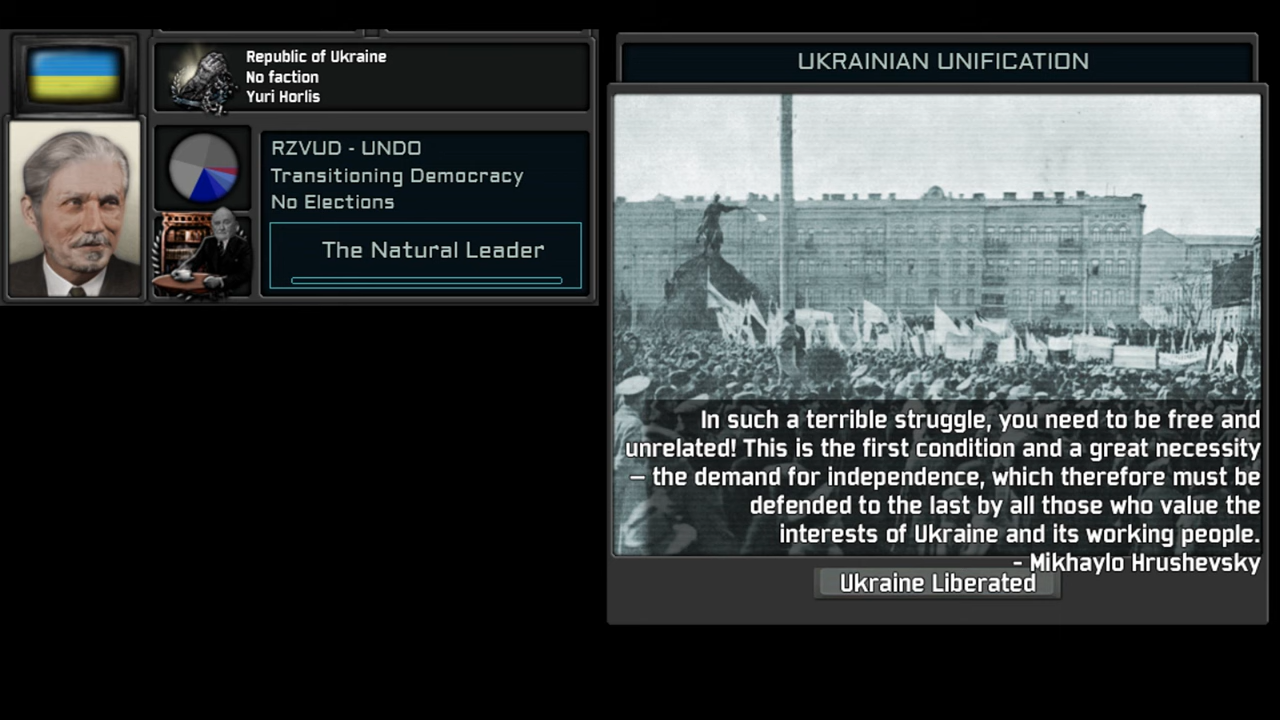 Republic of Ukraine
No faction
Yuri Horlis
RZVUD - UNDO
Transitioning Democracy
No Elections
The Natural Leader
UKRAINIAN UNIFICATION
In such a terrible struggle, you need to be free and
unrelated! This is the first condition and a great necessity
– the demand for independence, which therefore must be
defended to the last by all those who value the
interests of Ukraine and its working people.
- Mikhaylo Hrushevsky
Ukraine Liberated